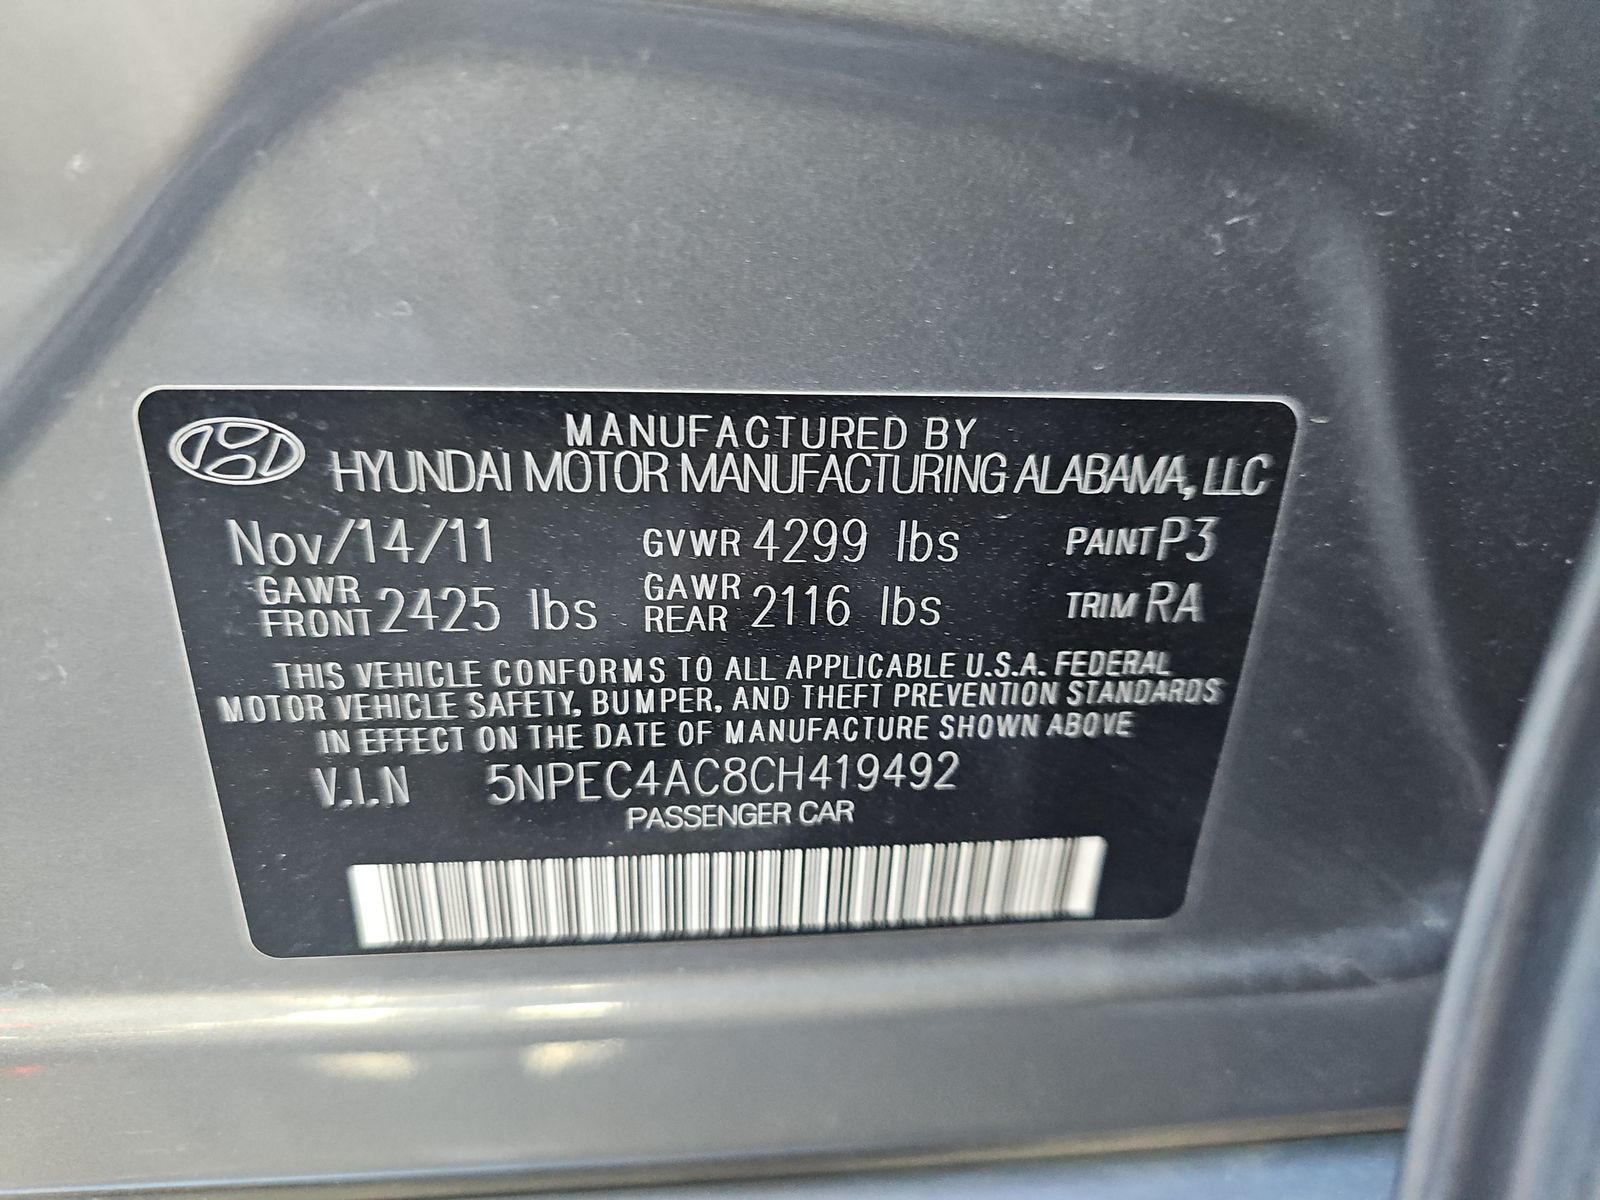 MANUFACTURED BY
HYUNDAI MOTOR MANUFACTURING ALABAMA, LLC
Nov/14/11 GVWR 4299 lbs PAINT P3
GAWR FRONT 2425 lbs GAWR REAR 2116 lbs TRIM RA
THIS VEHICLE CONFORMS TO ALL APPLICABLE U.S.A. FEDERAL
MOTOR VEHICLE SAFETY, BUMPER, AND THEFT PREVENTION STANDARDS
IN EFFECT ON THE DATE OF MANUFACTURE SHOWN ABOVE
V.I.N 5NPEC4AC8CH419492
PASSENGER CAR